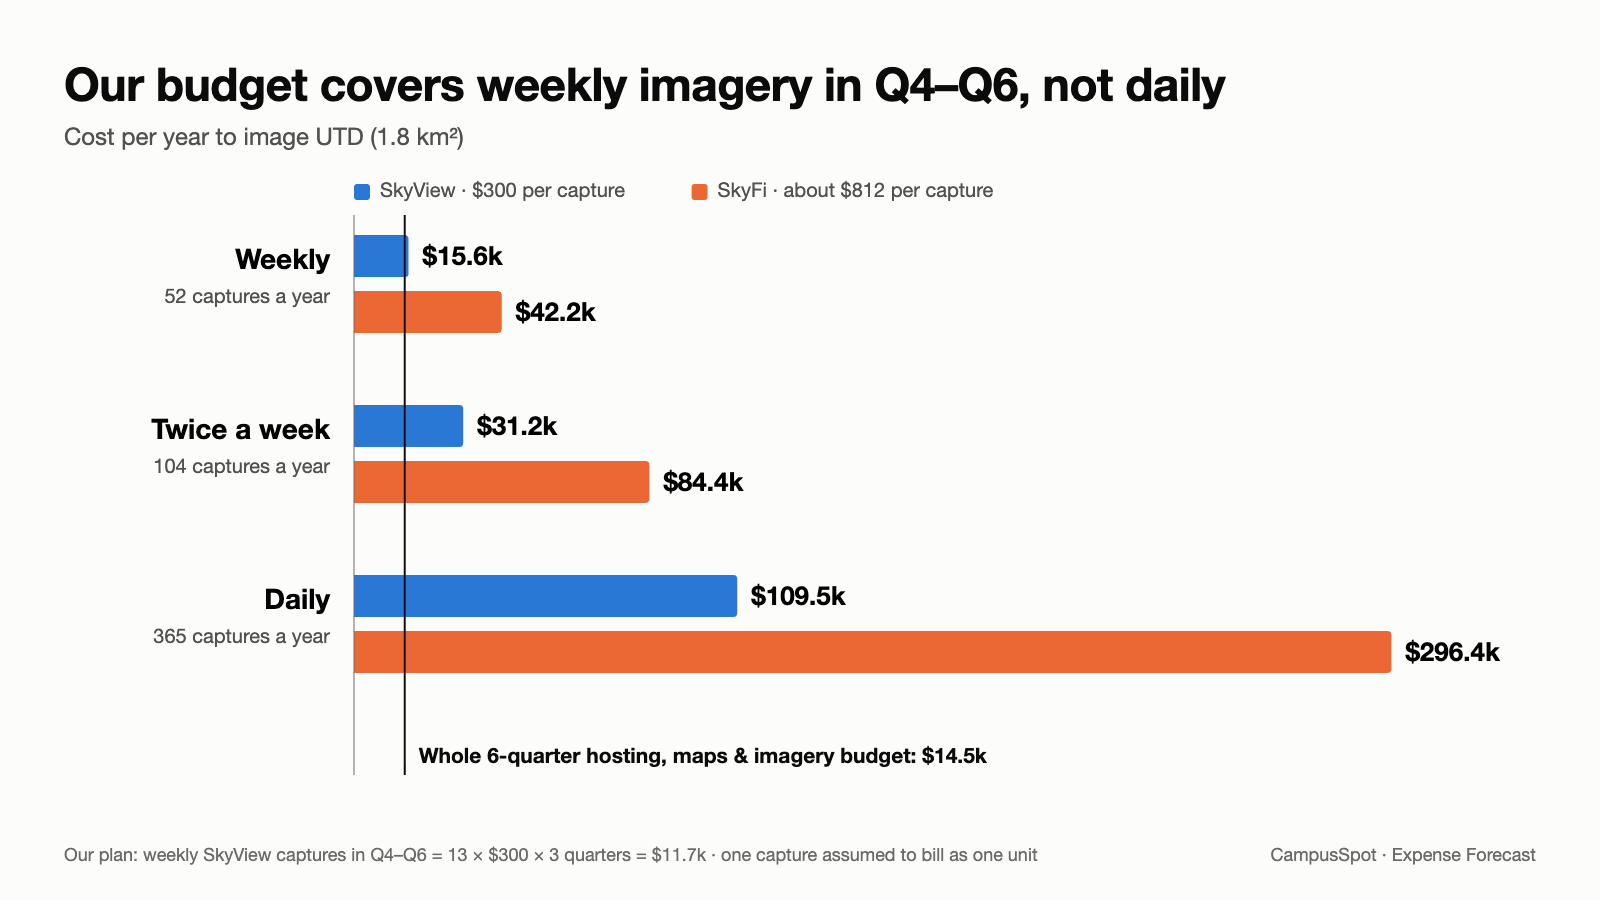 Our budget covers weekly imagery in Q4–Q6, not daily
Cost per year to image UTD (1.8 km²)
SkyView · $300 per capture
SkyFi · about $812 per capture
Weekly
52 captures a year
$15.6k
$42.2k
Twice a week
104 captures a year
$31.2k
$84.4k
Daily
365 captures a year
$109.5k
$296.4k
Whole 6-quarter hosting, maps & imagery budget: $14.5k
Our plan: weekly SkyView captures in Q4–Q6 = 13 × $300 × 3 quarters = $11.7k · one capture assumed to bill as one unit
CampusSpot · Expense Forecast